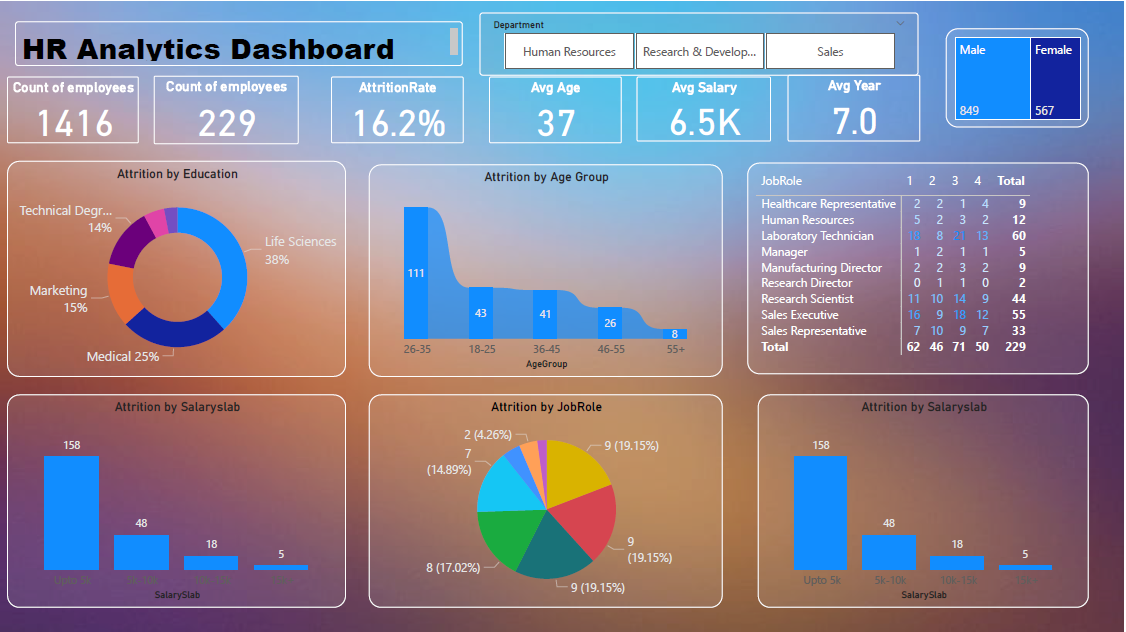 HR Analytics Dashboard
Department
Human Resources
Research & Develop...
Sales
Male
Female
849
567
Count of employees
1416
Count of employees
229
AttritionRate
16.2%
Avg Age
37
Avg Salary
6.5K
Avg Year
7.0
Attrition by Education
Technical Degr...
14%
Life Sciences
38%
Marketing
15%
Medical 25%
Attrition by Age Group
111
43
41
26
8
26-35
18-25
36-45
46-55
55+
AgeGroup
JobRole 1 2 3 4 Total
Healthcare Representative 2 2 1 4 9
Human Resources 5 2 3 2 12
Laboratory Technician 18 8 21 13 60
Manager 1 2 1 1 5
Manufacturing Director 2 2 3 2 9
Research Director 0 1 1 0 2
Research Scientist 11 10 14 9 44
Sales Executive 16 9 18 12 55
Sales Representative 7 10 9 7 33
Total 62 46 71 50 229
Attrition by Salaryslab
158
48
18
5
Upto 5k
5k-10k
SalarySlab
Attrition by JobRole
2 (4.26%)
9 (19.15%)
7
(14.89%)
9
(19.15%)
8 (17.02%)
9 (19.15%)
Attrition by Salaryslab
158
48
18
5
Upto 5k
5k-10k
10k-15k
SalarySlab